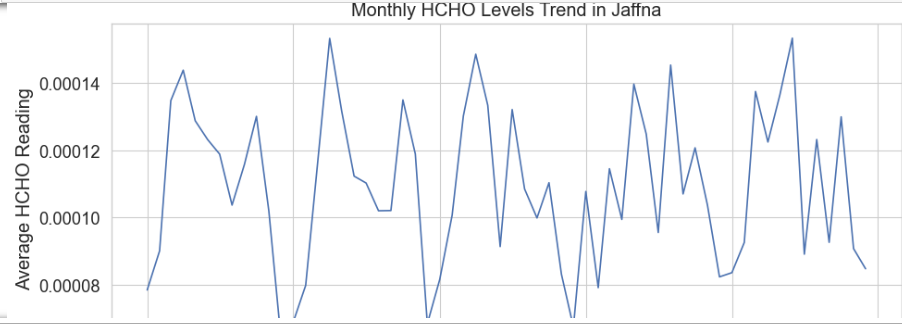 Monthly HCHO Levels Trend in Jaffna
Average HCHO Reading
0.00014
0.00012
0.00010
0.00008